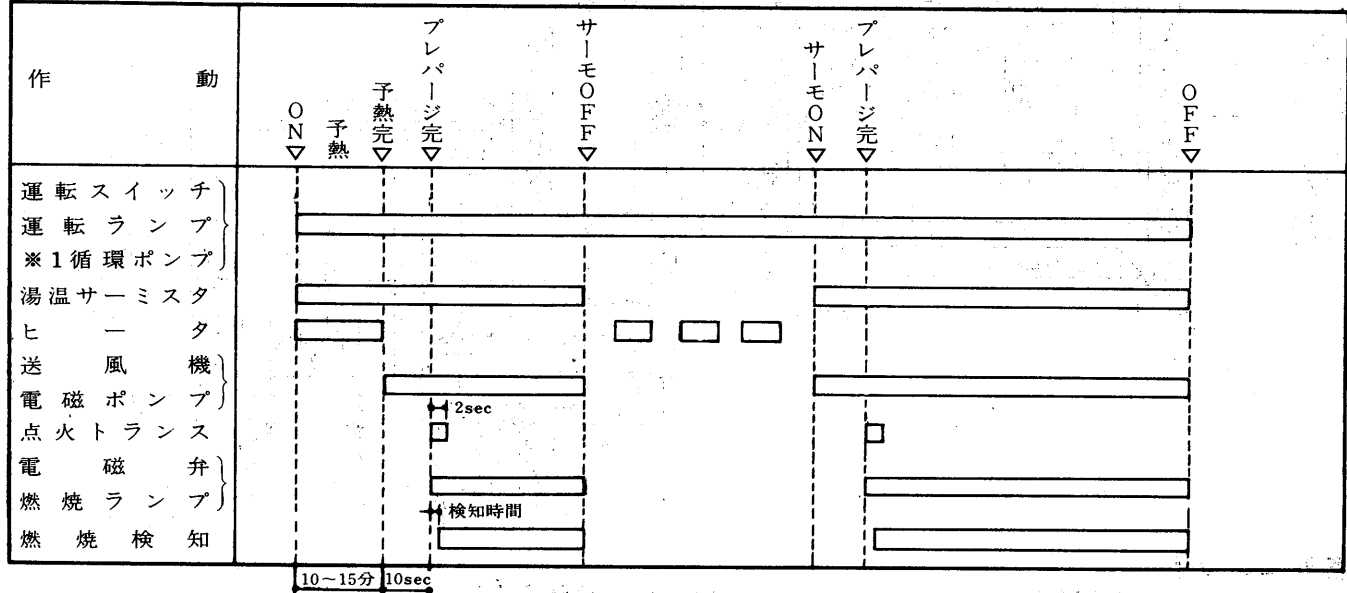 作動
ON
予熱
予熱完
プレパージ完
サーモOFF
サーモON
プレパージ完
OFF
運転スイッチ
運転ランプ
※1循環ポンプ
湯温サーミスタ
ヒータ
送風機
電磁ポンプ
2sec
点火トランス
電磁弁
燃焼ランプ
検知時間
燃焼検知
10~15分
10sec